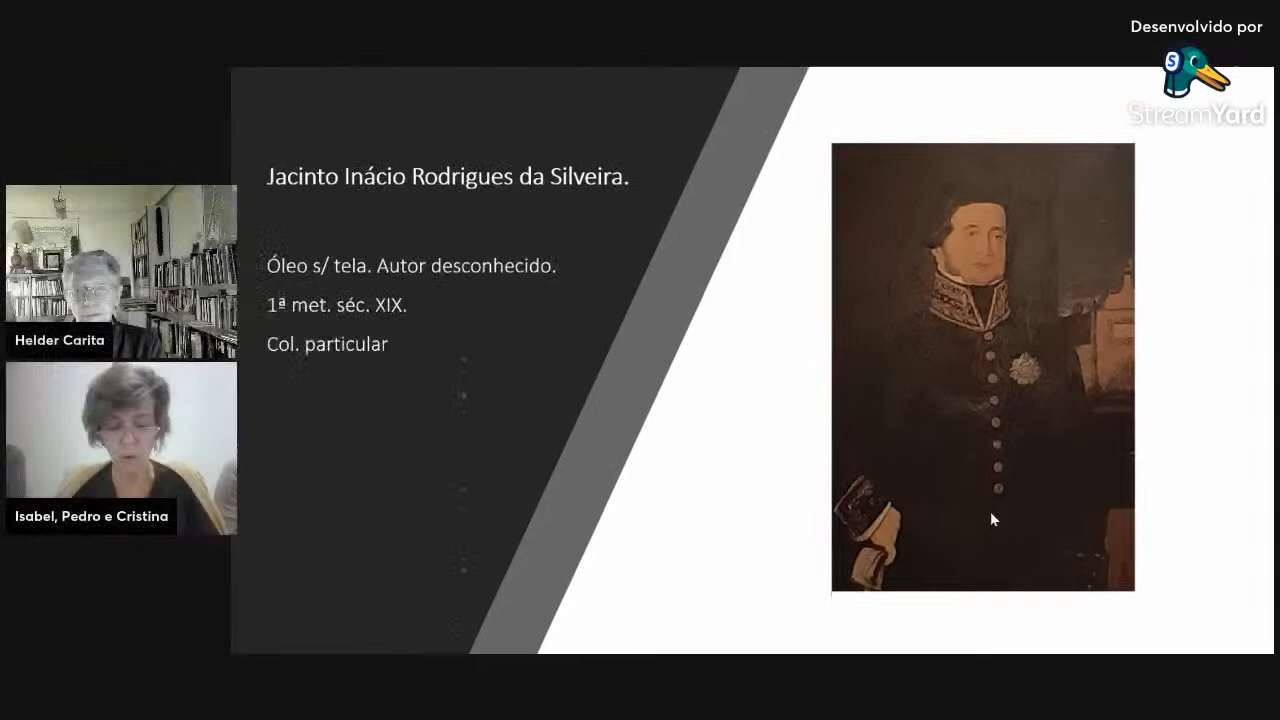 Desenvolvido por
S
StreamYard
Jacinto Inácio Rodrigues da Silveira.
Óleo s/ tela. Autor desconhecido.
1ª met. séc. XIX.
Col. particular
Helder Carita
Isabel, Pedro e Cristina